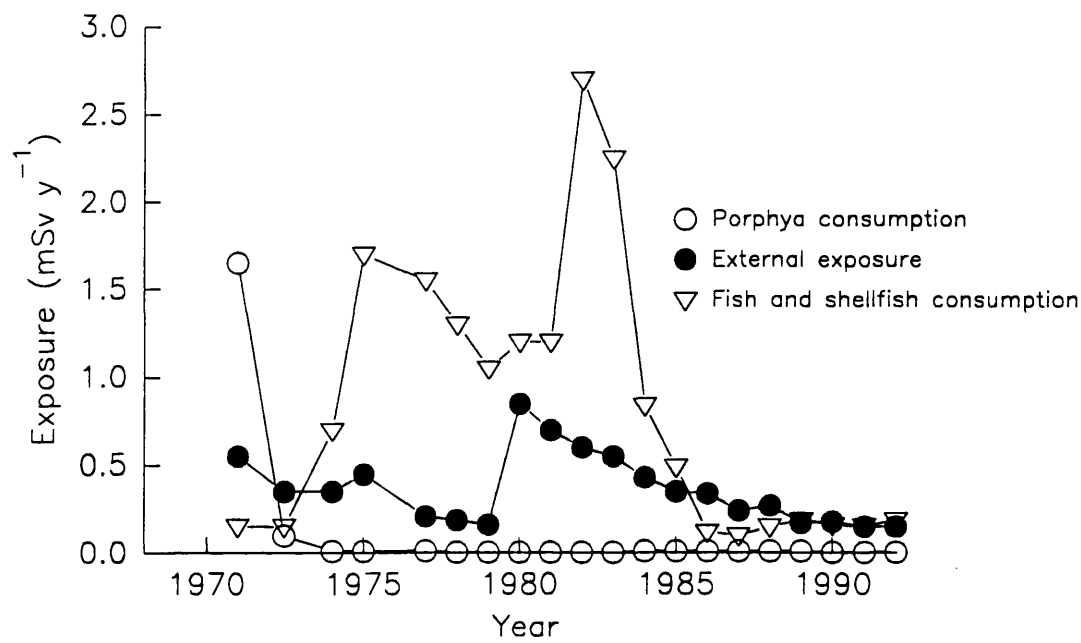 3.0
2.5
2.0
1.5
1.0
0.5
0.0
Exposure (mSv y⁻¹)
Porphya consumption
External exposure
Fish and shellfish consumption
1970 1975 1980 1985 1990
Year